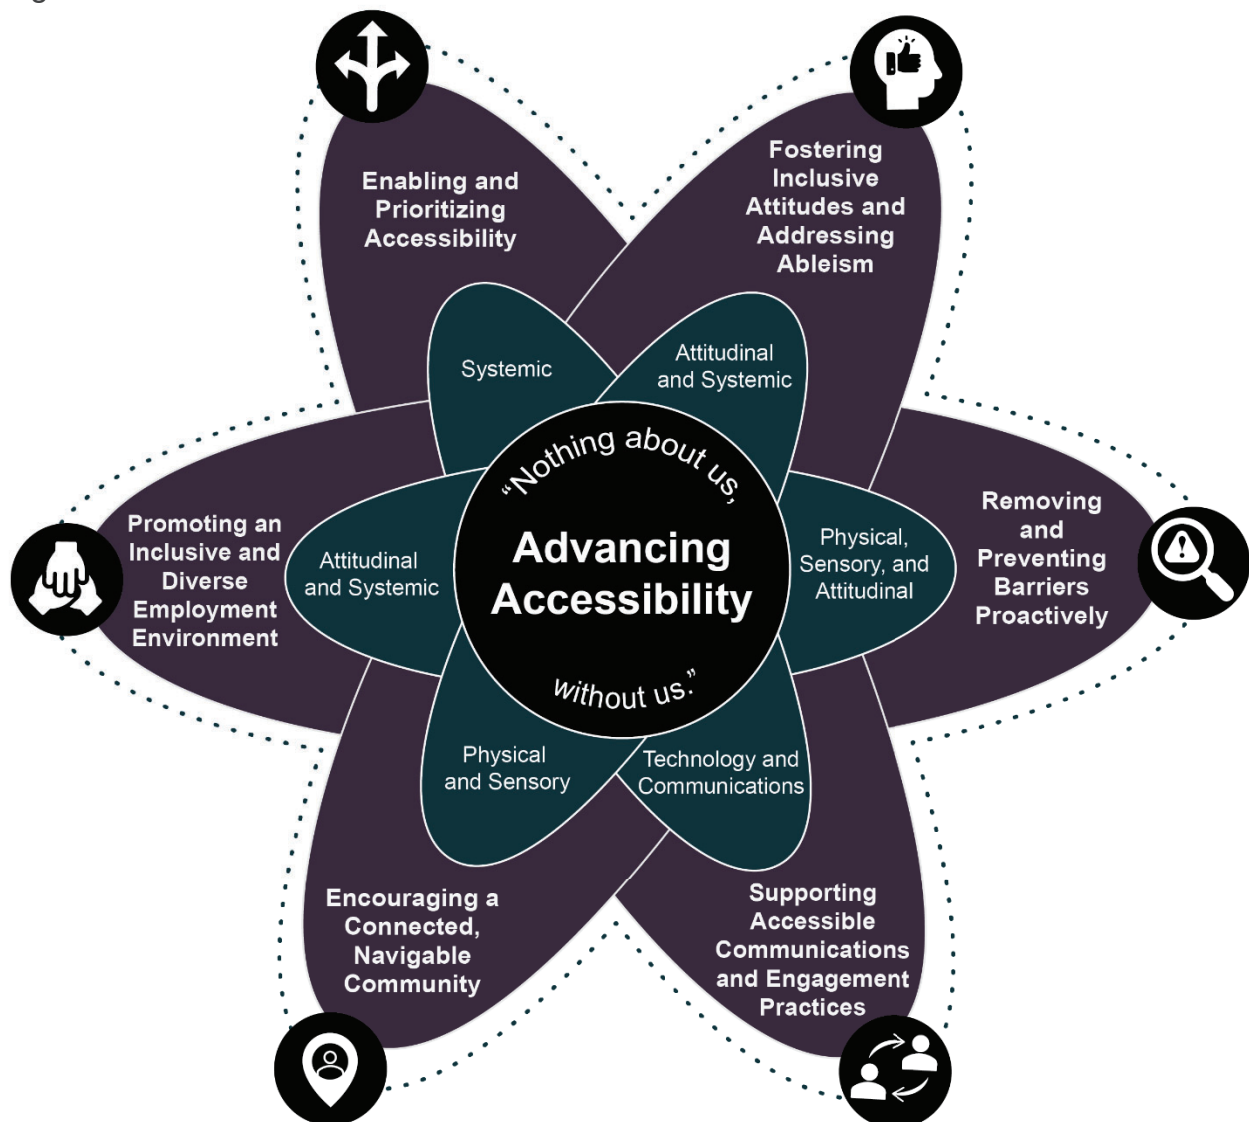 g
Enabling and
Prioritizing
Accessibility
Fostering
Inclusive
Attitudes and
Addressing
Ableism
Systemic
Attitudinal
and Systemic
“Nothing about us,
Advancing
Accessibility
without us.”
Promoting an
Inclusive and
Diverse
Employment
Environment
Attitudinal
and Systemic
Physical,
Sensory, and
Attitudinal
Removing
and
Preventing
Barriers
Proactively
Physical
and Sensory
Technology and
Communications
Encouraging a
Connected,
Navigable
Community
Supporting
Accessible
Communications
and Engagement
Practices